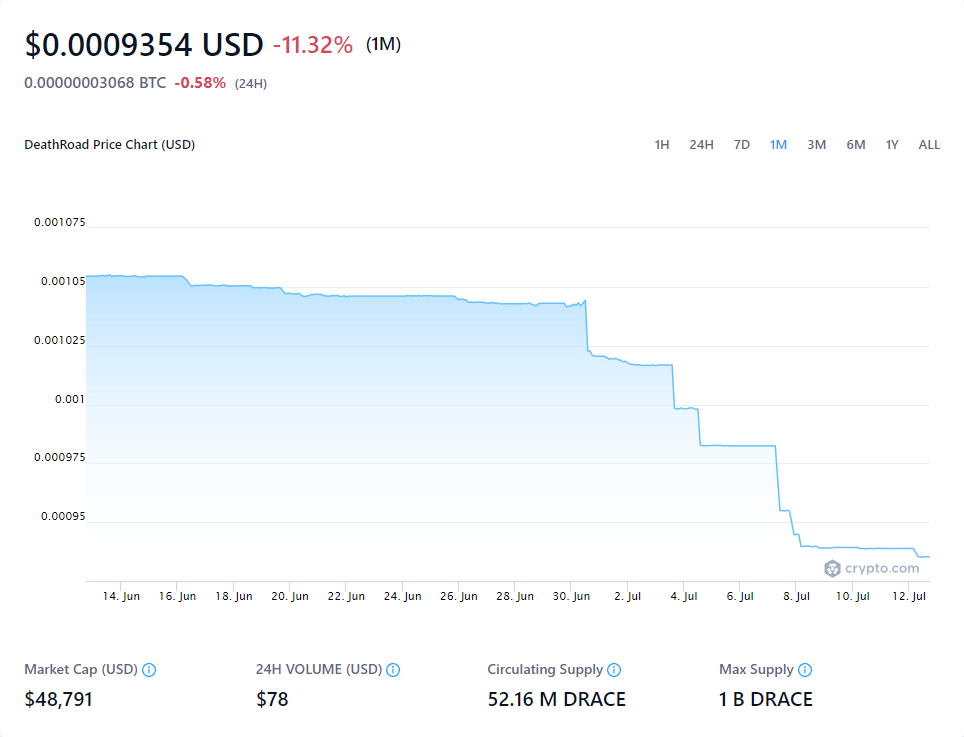 $0.0009354 USD -11.32% (1M)
0.00000003068 BTC -0.58% (24H)
DeathRoad Price Chart (USD)
1H 24H 7D 1M 3M 6M 1Y ALL
0.001075
0.00105
0.001025
0.001
0.000975
0.00095
crypto.com
14. Jun 16. Jun 18. Jun 20. Jun 22. Jun 24. Jun 26. Jun 28. Jun 30. Jun 2. Jul 4. Jul 6. Jul 8. Jul 10. Jul 12. Jul
Market Cap (USD) 24H VOLUME (USD) Circulating Supply Max Supply
$48,791 $78 52.16 M DRACE 1 B DRACE